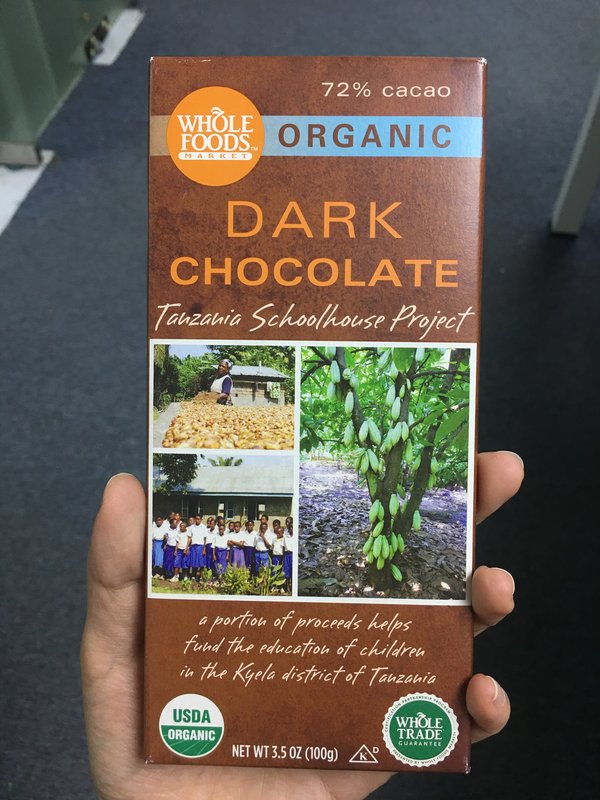 72% cacao
WHOLE
FOODS™
MARKET
ORGANIC
DARK
CHOCOLATE
Tanzania Schoolhouse Project
a portion of proceeds helps
fund the education of children
in the Kyela district of Tanzania
USDA
ORGANIC
NET WT 3.5 OZ (100g)
K D
WHOLE
TRADE
GUARANTEE